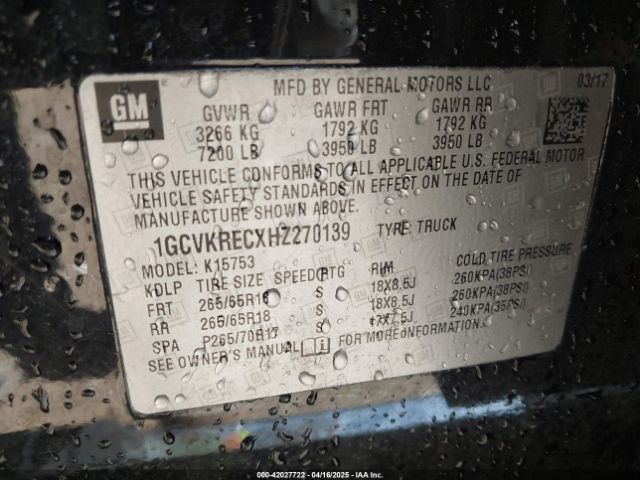 MFD BY GENERAL MOTORS LLC 03/17
GM
GVWR GAWR FRT GAWR RR
3266 KG 1792 KG 1792 KG
7200 LB 3950 LB 3950 LB
THIS VEHICLE CONFORMS TO ALL APPLICABLE U.S. FEDERAL MOTOR
VEHICLE SAFETY STANDARDS IN EFFECT ON THE DATE OF
MANUFACTURE SHOWN ABOVE.
1GCVKRECXHZ270139 TYPE: TRUCK
MODEL: K15753
KDLP TIRE SIZE SPEED RTG RIM COLD TIRE PRESSURE
FRT 265/65R18 S 18X8.5J 260KPA(38PSI)
RR 265/65R18 S 18X8.5J 260KPA(38PSI)
SPA P265/70R17 S 17X7.5J 240KPA(35PSI)
SEE OWNER'S MANUAL FOR MORE INFORMATION.
000-42027722 - 04/16/2025 - IAAI, Inc.